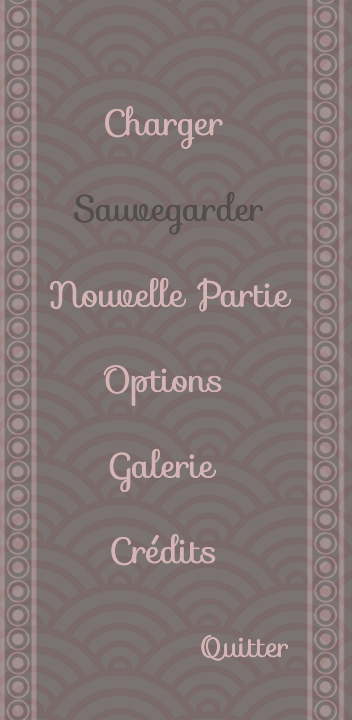 Charger
Sauvegarder
Nouvelle Partie
Options
Galerie
Crédits
Quitter